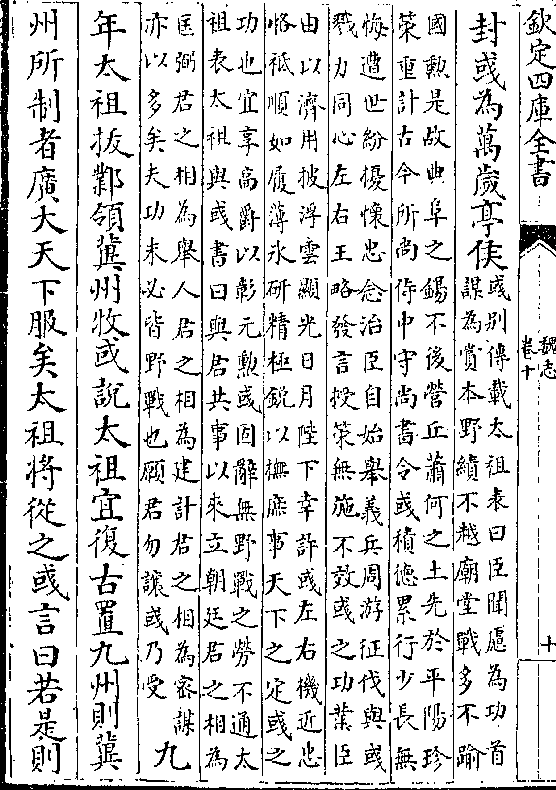 欽定四庫全書
魏志
卷十
十
封彧為萬歲亭侯
彧别傳載太祖表曰臣聞慮為功首
謀為賞本野績不越廟堂戰多不踰
國勲是故曲阜之錫不後營丘蕭何之土先於平陽珍
策重計古今所尚侍中守尚書令彧積德累行少長無
悔遭世紛擾懷忠念治臣自始舉義兵周游征伐與彧
戮力同心左右王略發言授策無施不效彧之功業臣
由以濟用披浮雲顯光日月陛下幸許彧左右機近忠
恪祗順如履薄氷研精極鋭以撫庶事天下之定彧之
功也宜享高爵以彰元勲彧固辭無野戰之勞不通太
祖表太祖與彧書曰與君共事以來立朝廷君之相為
匡弼君之相為舉人君之相為建計君之相為宻謀
亦以多矣夫功未必皆野戰也願君勿讓彧乃受
九
年太祖拔鄴領冀州牧彧說太祖宜復古置九州則冀
州所制者廣大天下服矣太祖將從之彧言曰若是則